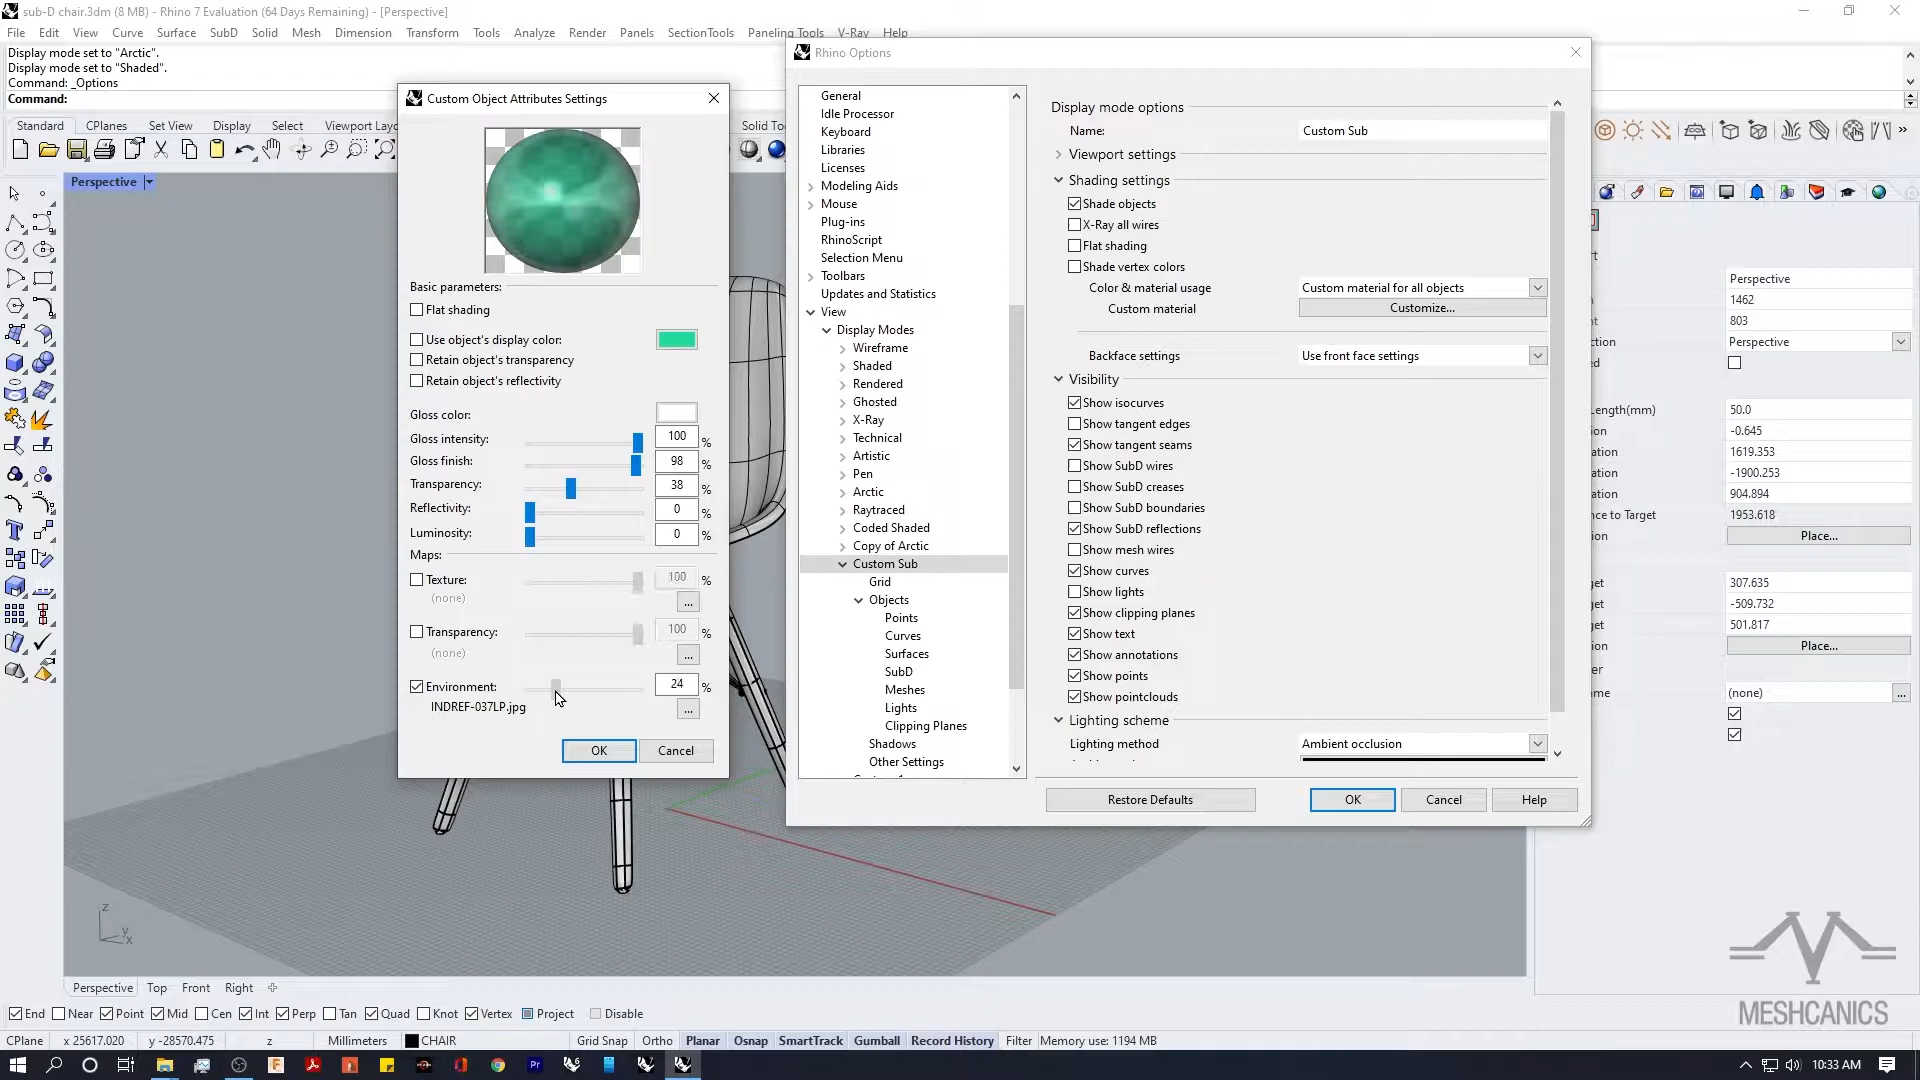 sub-D chair.3dm (8 MB) - Rhino 7 Evaluation (64 Days Remaining) - [Perspective]
File Edit View Curve Surface SubD Solid Mesh Dimension Transform Tools Analyze Render Panels SectionTools Paneling Tools V-Ray Help
Display mode set to "Arctic".
Display mode set to "Shaded".
Command: _Options
Command:
Standard CPlanes Set View Display Select Viewport Layo Solid To
Perspective
Custom Object Attributes Settings
Basic parameters:
Flat shading
Use object's display color:
Retain object's transparency
Retain object's reflectivity
Gloss color:
Gloss intensity: 100 %
Gloss finish: 98 %
Transparency: 38 %
Reflectivity: 0 %
Luminosity: 0 %
Maps:
Texture: 100 %
(none) ...
Transparency: 100 %
(none) ...
Environment: 24 %
INDREF-037LP.jpg ...
OK Cancel
Rhino Options
General
Idle Processor
Keyboard
Libraries
Licenses
Modeling Aids
Mouse
Plug-ins
RhinoScript
Selection Menu
Toolbars
Updates and Statistics
View
Display Modes
Wireframe
Shaded
Rendered
Ghosted
X-Ray
Technical
Artistic
Pen
Arctic
Raytraced
Coded Shaded
Copy of Arctic
Custom Sub
Grid
Objects
Points
Curves
Surfaces
SubD
Meshes
Lights
Clipping Planes
Shadows
Other Settings
Display mode options
Name: Custom Sub
Viewport settings
Shading settings
Shade objects
X-Ray all wires
Flat shading
Shade vertex colors
Color & material usage Custom material for all objects
Custom material Customize...
Backface settings Use front face settings
Visibility
Show isocurves
Show tangent edges
Show tangent seams
Show SubD wires
Show SubD creases
Show SubD boundaries
Show SubD reflections
Show mesh wires
Show curves
Show lights
Show clipping planes
Show text
Show annotations
Show points
Show pointclouds
Lighting scheme
Lighting method Ambient occlusion
Restore Defaults OK Cancel Help
Perspective
1462
803
ction Perspective
ed
Length(mm) 50.0
ion -0.645
ation 1619.353
ation -1900.253
ation 904.894
nce to Target 1953.618
ion Place...
get 307.635
get -509.732
get 501.817
Place...
er
me (none) ...
z
y
x
MESHCANICS
Perspective Top Front Right
End Near Point Mid Cen Int Perp Tan Quad Knot Vertex Project Disable
CPlane x 25617.020 y -28570.475 z Millimeters CHAIR Grid Snap Ortho Planar Osnap SmartTrack Gumball Record History Filter Memory use: 1194 MB
10:33 AM